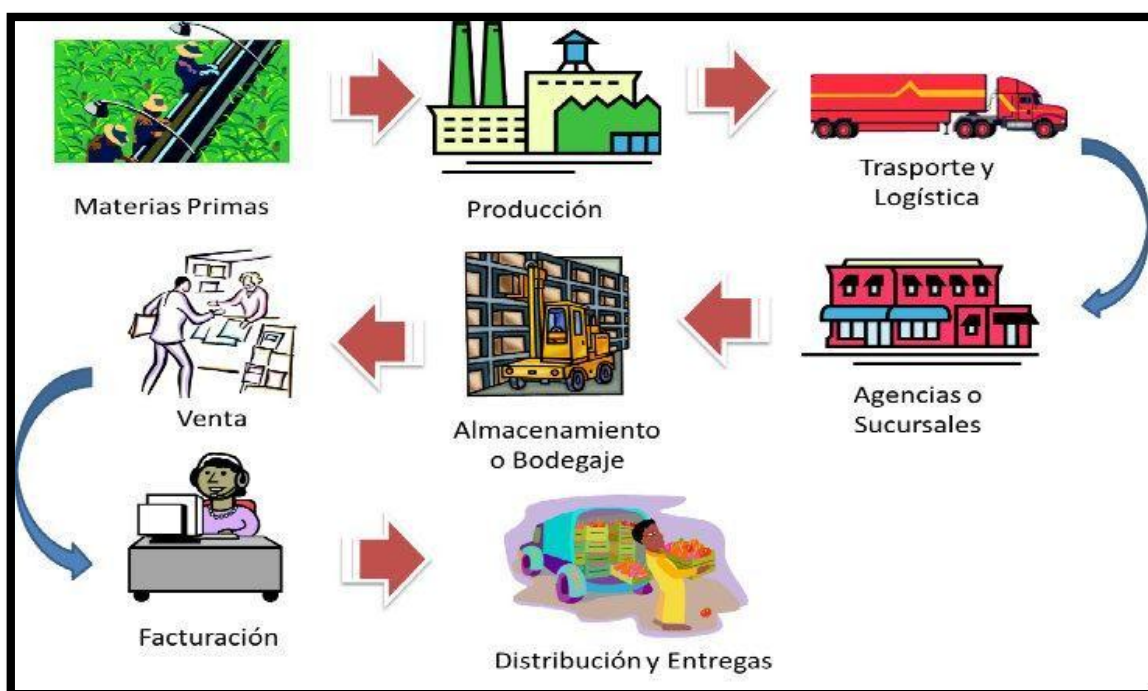 Materias Primas
Producción
Trasporte y
Logística
Agencias o
Sucursales
Almacenamiento
o Bodegaje
Venta
Facturación
Distribución y Entregas